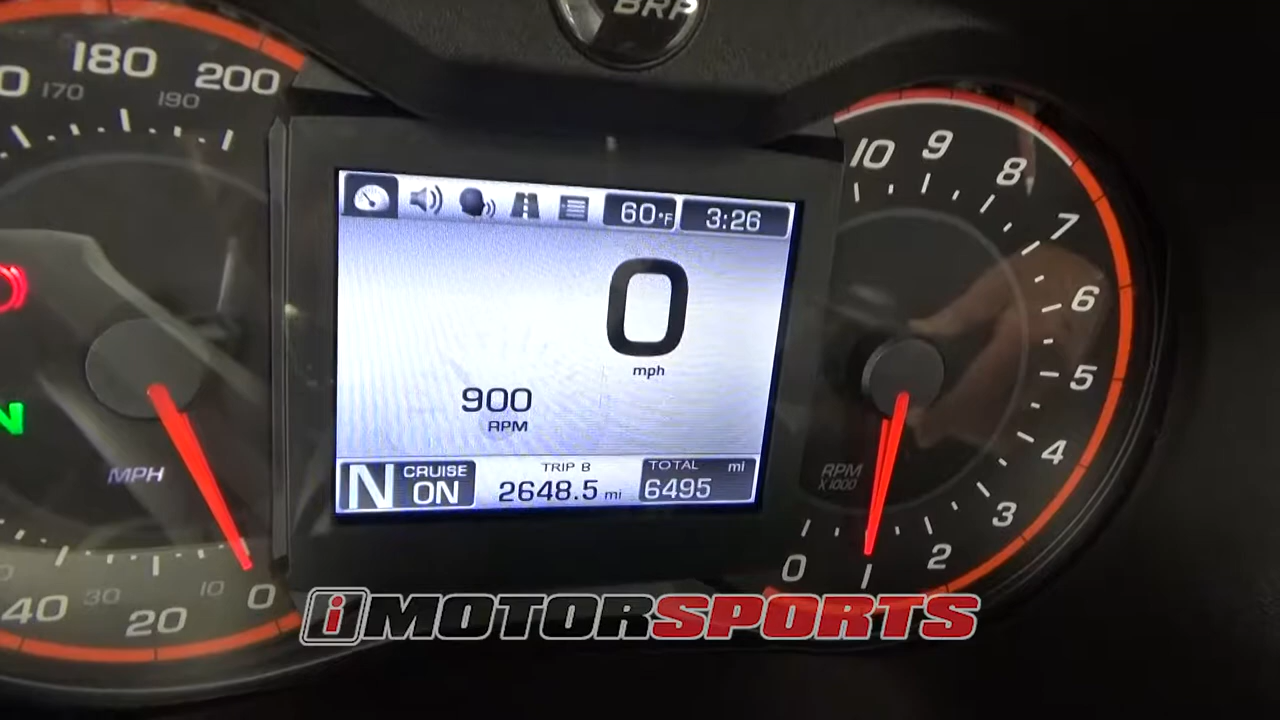 BRP
180
200
170
190
60°F 3:26
0
mph
900
RPM
N CRUISE ON
TRIP B
2648.5 mi
TOTAL mi
6495
N
MPH
40 30 20 10 0
10 9 8 7 6 5 4 3 2 1 0
RPM
X1000
iMOTORSPORTS